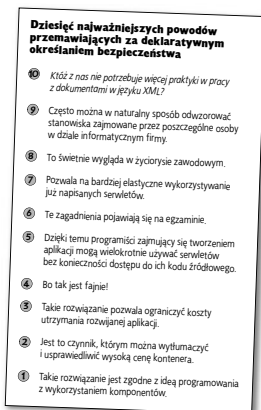 Dziesięć najważniejszych powodów
przemawiających za deklaratywnym
określaniem bezpieczeństwa
10 Któż z nas nie potrzebuje więcej praktyki w pracy
z dokumentami w języku XML?
9 Często można w naturalny sposób odwzorować
stanowiska zajmowane przez poszczególne osoby
w dziale informatycznym firmy.
8 To świetnie wygląda w życiorysie zawodowym.
7 Pozwala na bardziej elastyczne wykorzystywanie
już napisanych serwletów.
6 Te zagadnienia pojawiają się na egzaminie.
5 Dzięki temu programiści zajmujący się tworzeniem
aplikacji mogą wielokrotnie używać serwletów
bez konieczności dostępu do ich kodu źródłowego.
4 Bo tak jest fajnie!
3 Takie rozwiązanie pozwala ograniczyć koszty
utrzymania rozwijanej aplikacji.
2 Jest to czynnik, którym można wytłumaczyć
i usprawiedliwić wysoką cenę kontenera.
1 Takie rozwiązanie jest zgodne z ideą programowania
z wykorzystaniem komponentów.